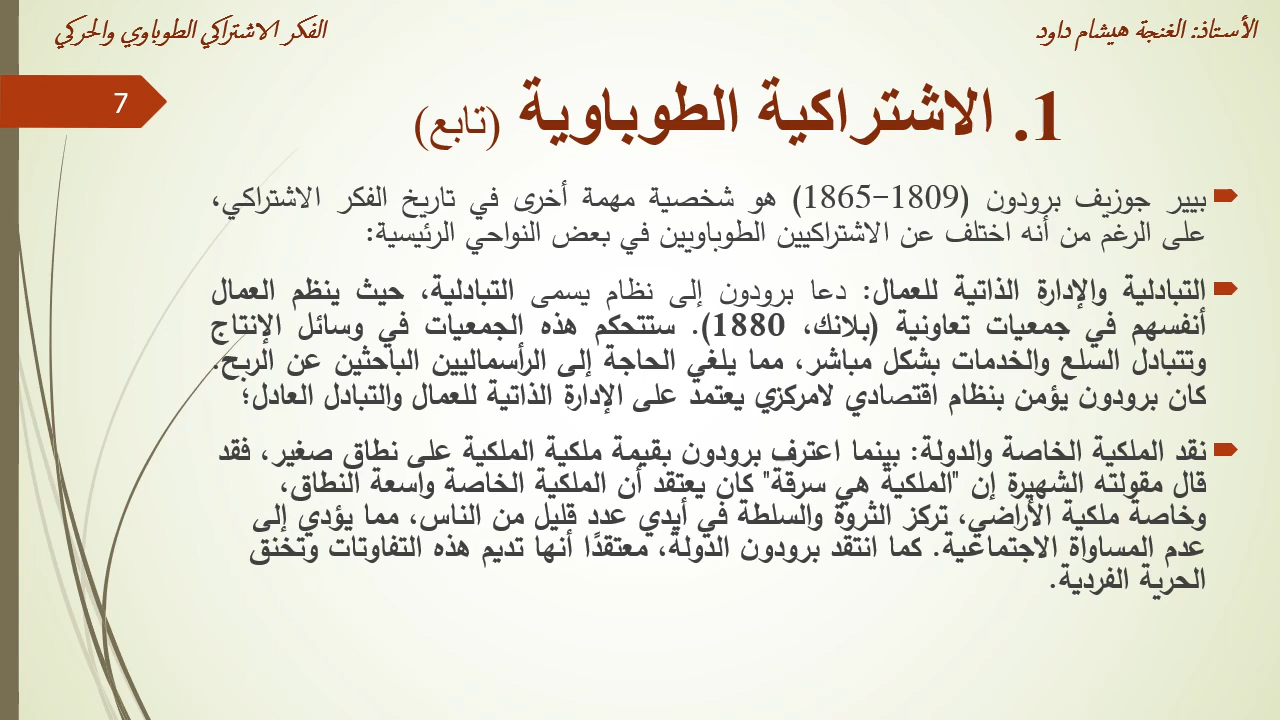 الأستاذ: الغنجة هيشام داود
الفكر الاشتراكي الطوباوي والحركي
7
1. الاشتراكية الطوباوية (تابع)
بيير جوزيف برودون (1809-1865) هو شخصية مهمة أخرى في تاريخ الفكر الاشتراكي،
على الرغم من أنه اختلف عن الاشتراكيين الطوباويين في بعض النواحي الرئيسية:
التبادلية والإدارة الذاتية للعمال: دعا برودون إلى نظام يسمى التبادلية، حيث ينظم العمال
أنفسهم في جمعيات تعاونية (بلانك، 1880). ستتحكم هذه الجمعيات في وسائل الإنتاج
وتتبادل السلع والخدمات بشكل مباشر، مما يلغي الحاجة إلى الرأسماليين الباحثين عن الربح.
كان برودون يؤمن بنظام اقتصادي لامركزي يعتمد على الإدارة الذاتية للعمال والتبادل العادل؛
نقد الملكية الخاصة والدولة: بينما اعترف برودون بقيمة ملكية الملكية على نطاق صغير، فقد
قال مقولته الشهيرة إن "الملكية هي سرقة" كان يعتقد أن الملكية الخاصة واسعة النطاق،
وخاصة ملكية الأراضي، تركز الثروة والسلطة في أيدي عدد قليل من الناس، مما يؤدي إلى
عدم المساواة الاجتماعية. كما انتقد برودون الدولة، معتقدًا أنها تديم هذه التفاوتات وتخنق
الحرية الفردية.